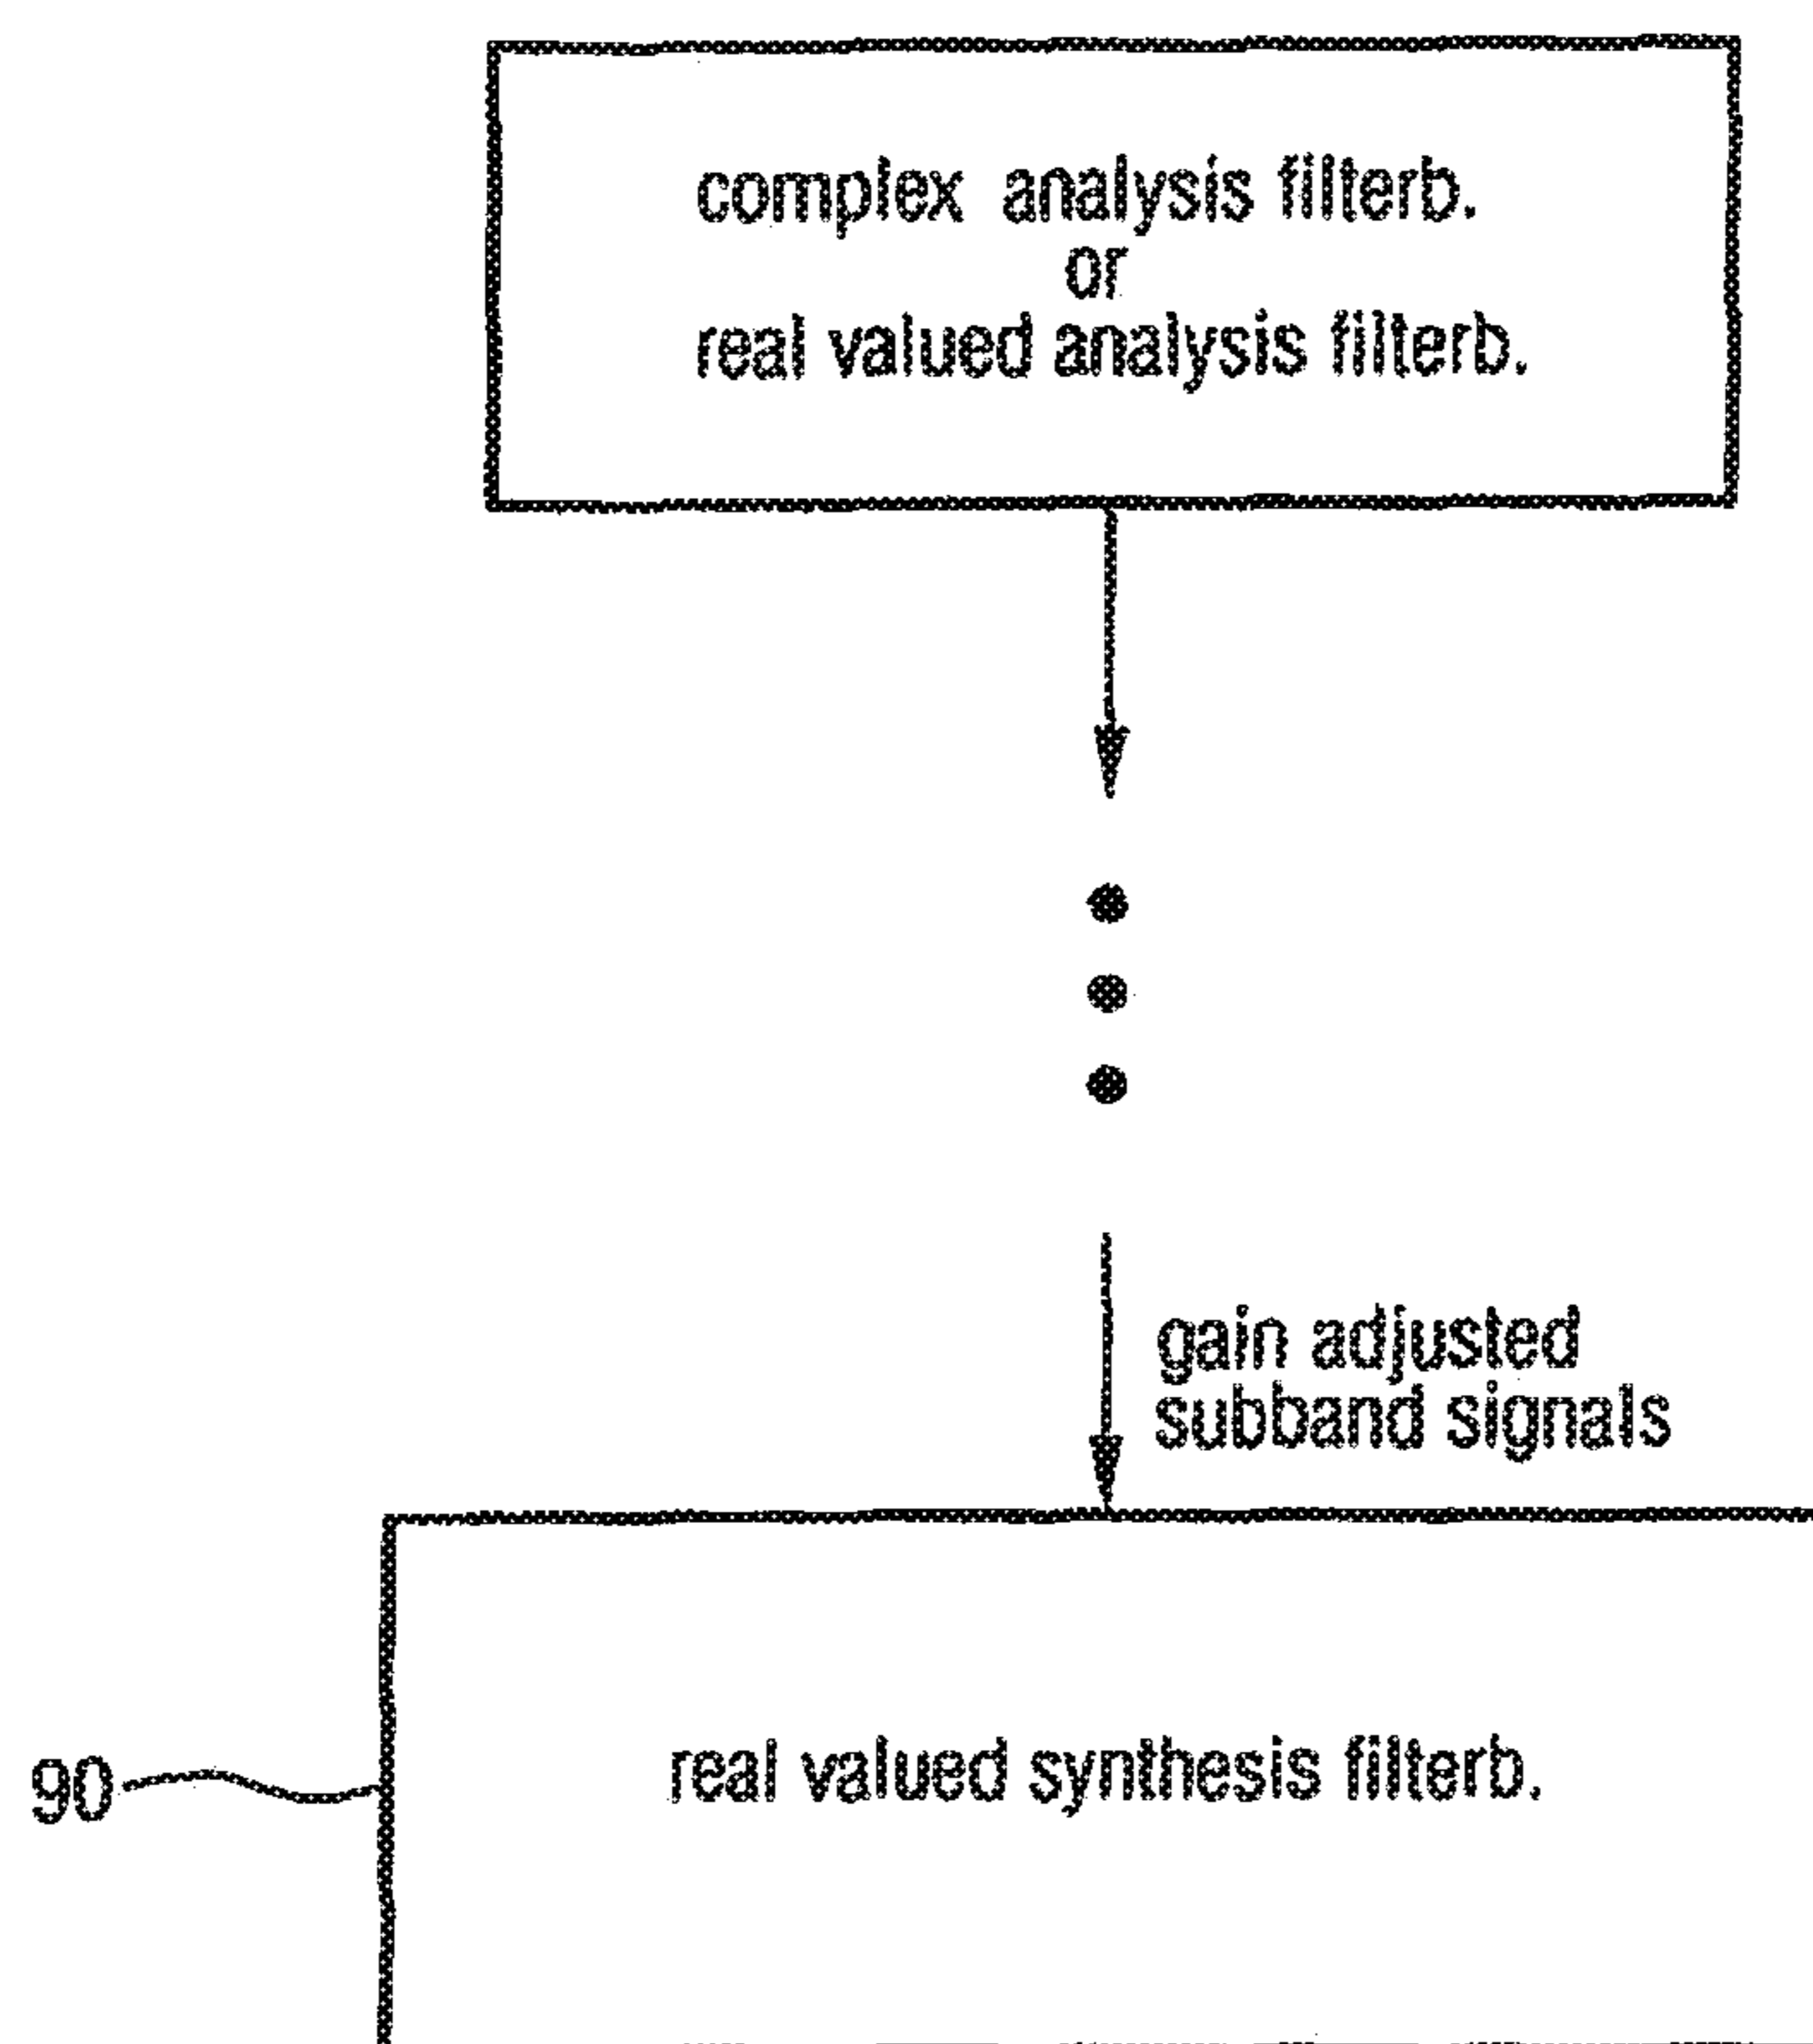 complex analysis filterb.
or
real valued analysis filterb.
gain adjusted
subband signals
90
real valued synthesis filterb.